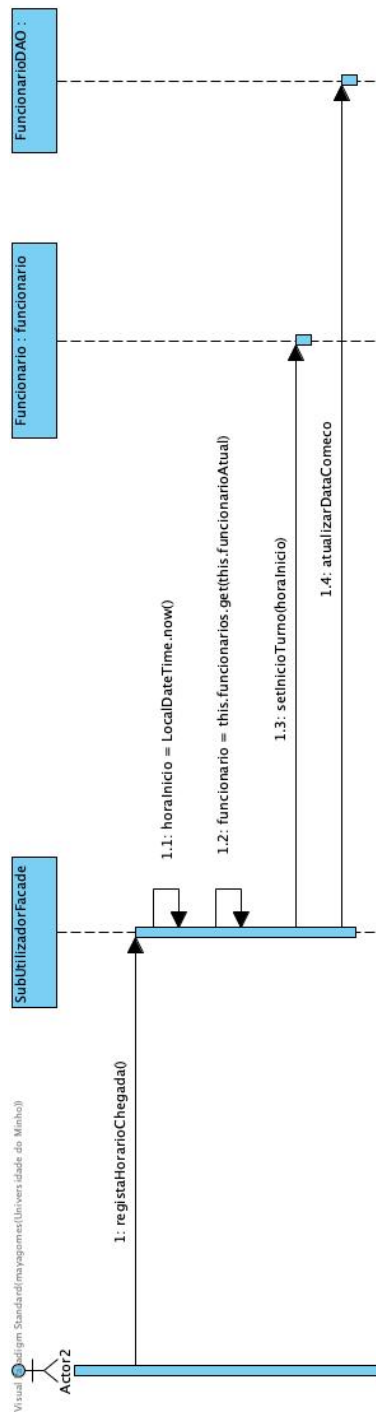 Visual Paradigm Standard(mayagomes(Universidade do Minho))
Actor2
SubUtilizadorFacade
Funcionario : funcionario
FuncionarioDAO :
1: registaHorarioChegada()
1.1: horaInicio = LocalDateTime.now()
1.2: funcionario = this.funcionarios.get(this.funcionarioAtual)
1.3: setInicioTurno(horaInicio)
1.4: atualizarDataComeco